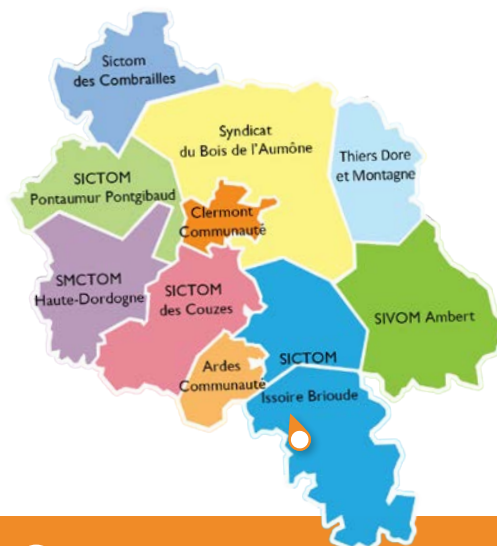 Sictom
des Combrailles
Syndicat
du Bois de l'Aumône
Thiers Dore
et Montagne
SICTOM
Pontaumur Pontgibaud
Clermont
Communauté
SMCTOM
Haute-Dordogne
SICTOM
des Couzes
SIVOM Ambert
Ardes
Communauté
SICTOM
Issoire Brioude